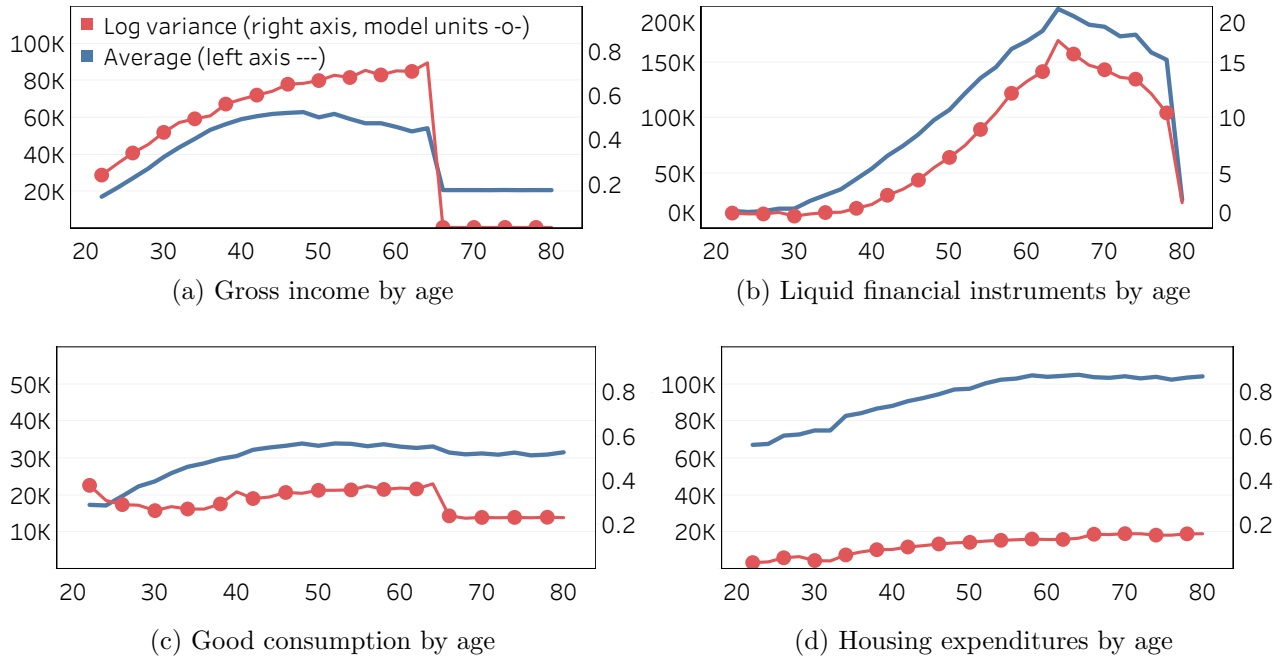 Log variance (right axis, model units -o-)
Average (left axis ---)
100K
80K
60K
40K
20K
0.8
0.6
0.4
0.2
20 30 40 50 60 70 80
(a) Gross income by age
200K
150K
100K
50K
0K
20
15
10
5
0
20 30 40 50 60 70 80
(b) Liquid financial instruments by age
50K
40K
30K
20K
10K
0.8
0.6
0.4
0.2
20 30 40 50 60 70 80
(c) Good consumption by age
100K
80K
60K
40K
20K
0.8
0.6
0.4
0.2
20 30 40 50 60 70 80
(d) Housing expenditures by age